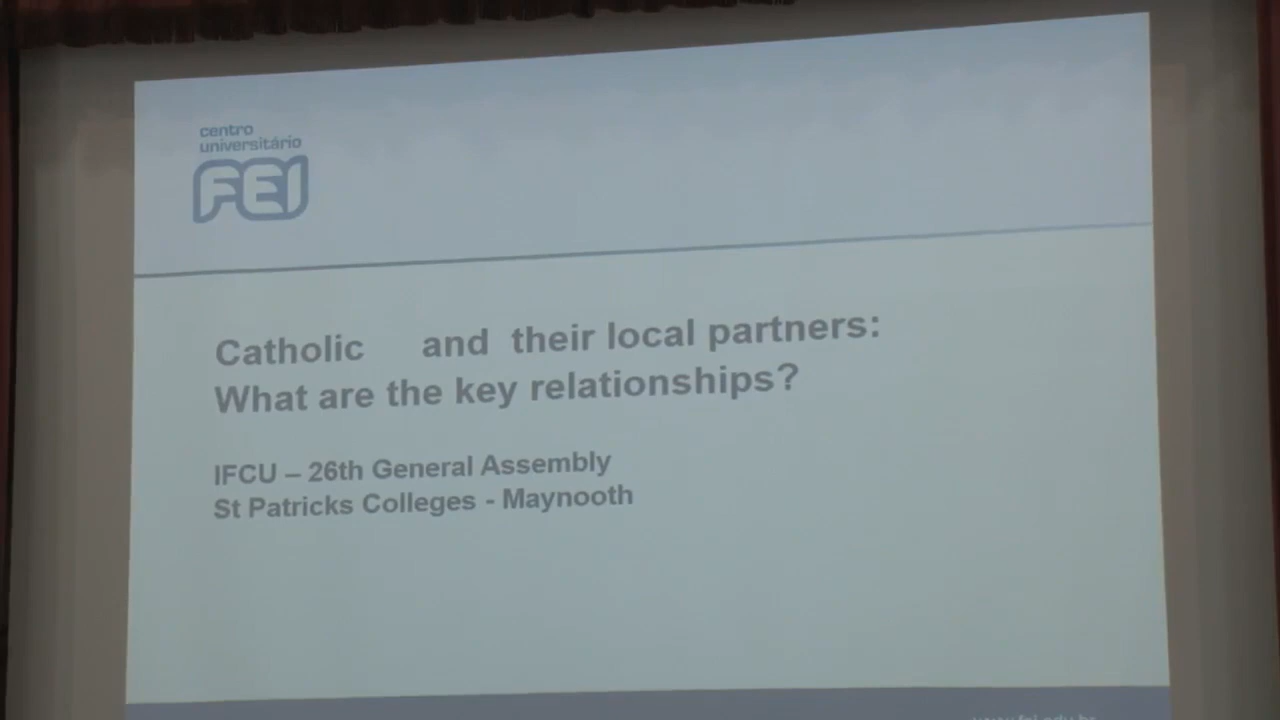 centro
universitário
FEI
Catholic and their local partners:
What are the key relationships?
IFCU – 26th General Assembly
St Patricks Colleges - Maynooth